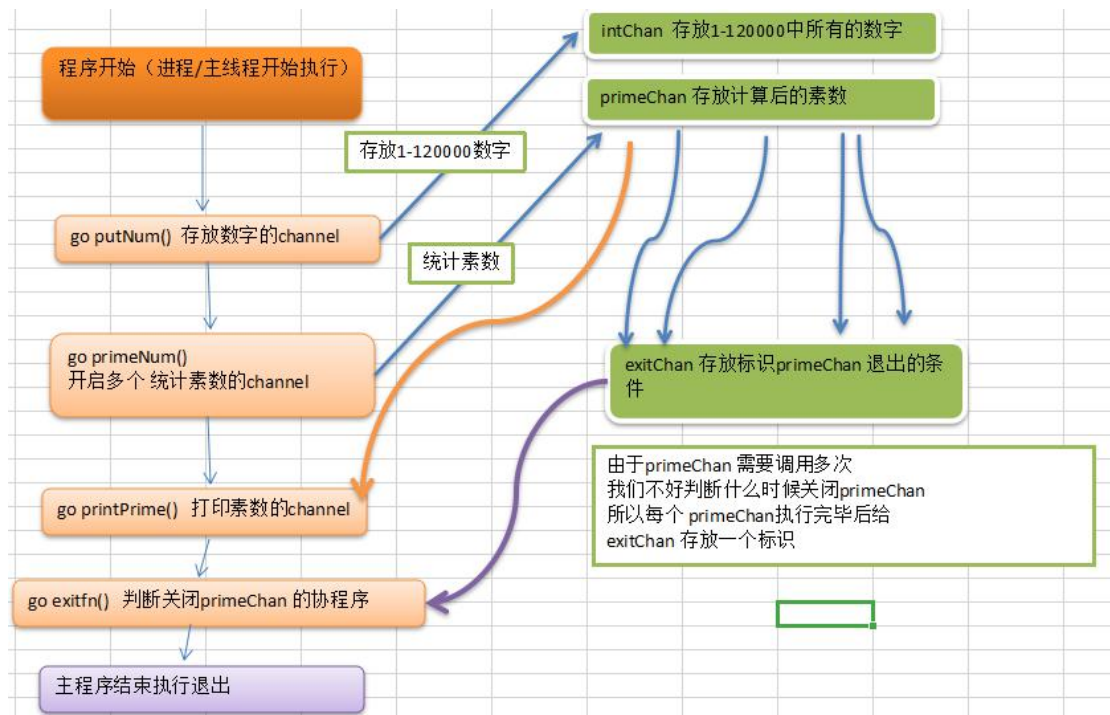 intChan 存放1-120000中所有的数字
程序开始（进程/主线程开始执行）
primeChan 存放计算后的素数
存放1-120000数字
go putNum() 存放数字的channel
统计素数
go primeNum()
开启多个 统计素数的channel
exitChan 存放标识primeChan 退出的条
件
由于primeChan 需要调用多次
我们不好判断什么时候关闭primeChan
所以每个 primeChan执行完毕后给
exitChan 存放一个标识
go printPrime() 打印素数的channel
go exitfn() 判断关闭primeChan 的协程序
主程序结束执行退出